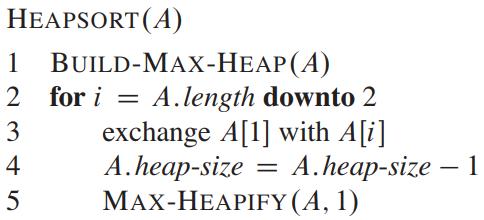 HEAPSORT(A)
1 BUILD-MAX-HEAP(A)
2 for i = A.length downto 2
3 exchange A[1] with A[i]
4 A.heap-size = A.heap-size − 1
5 MAX-HEAPIFY(A, 1)